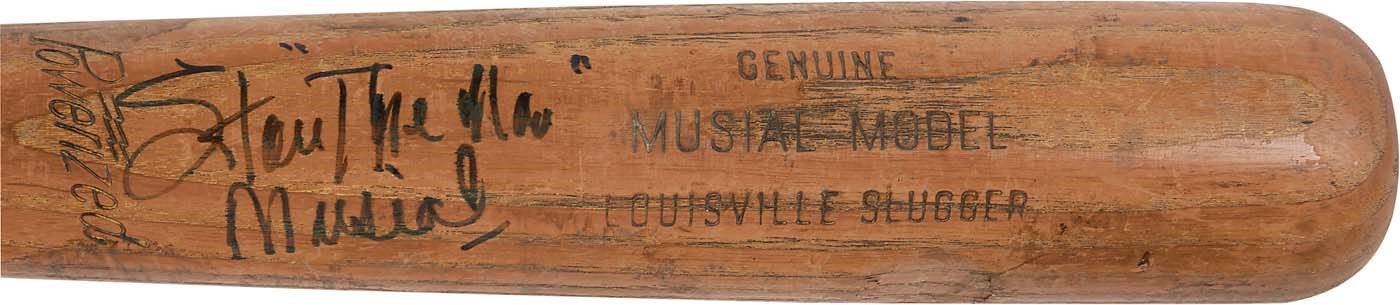 Powerized
Stan "The Man"
Musial
GENUINE
MUSIAL MODEL
LOUISVILLE SLUGGER